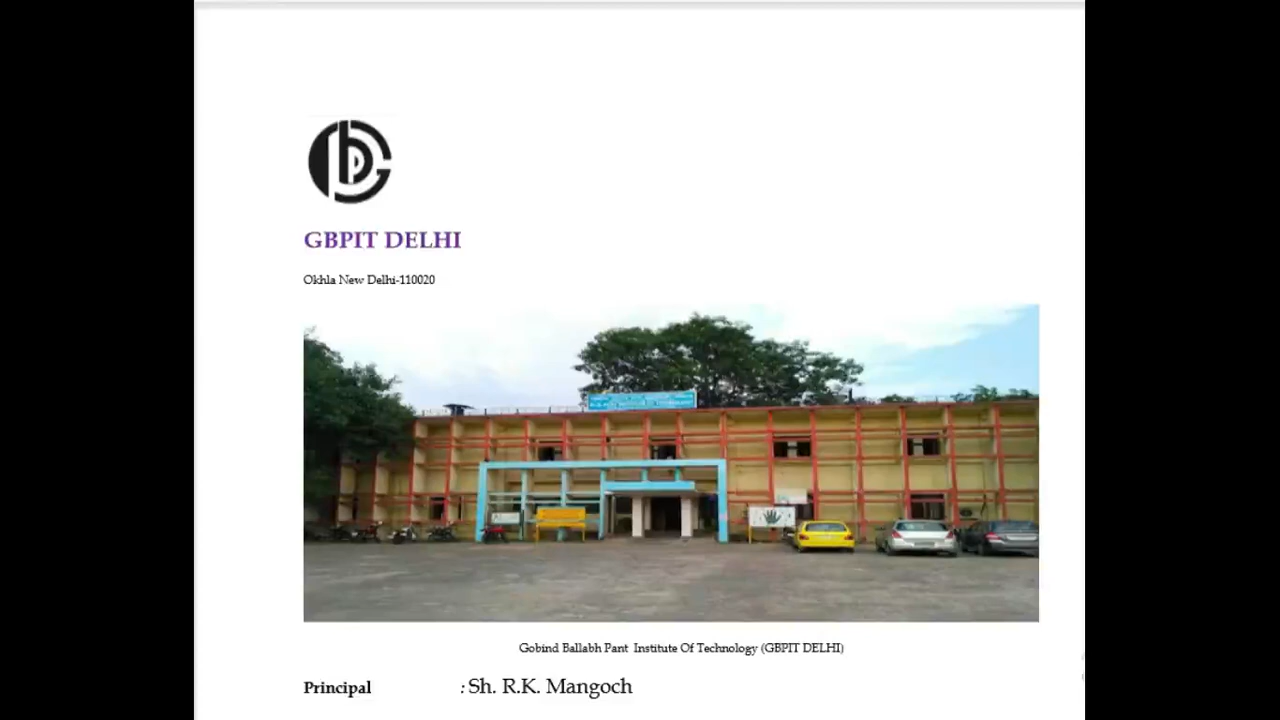 GBPIT DELHI
Okhla New Delhi-110020
Gobind Ballabh Pant Institute Of Technology (GBPIT DELHI)
Principal : Sh. R.K. Mangoch